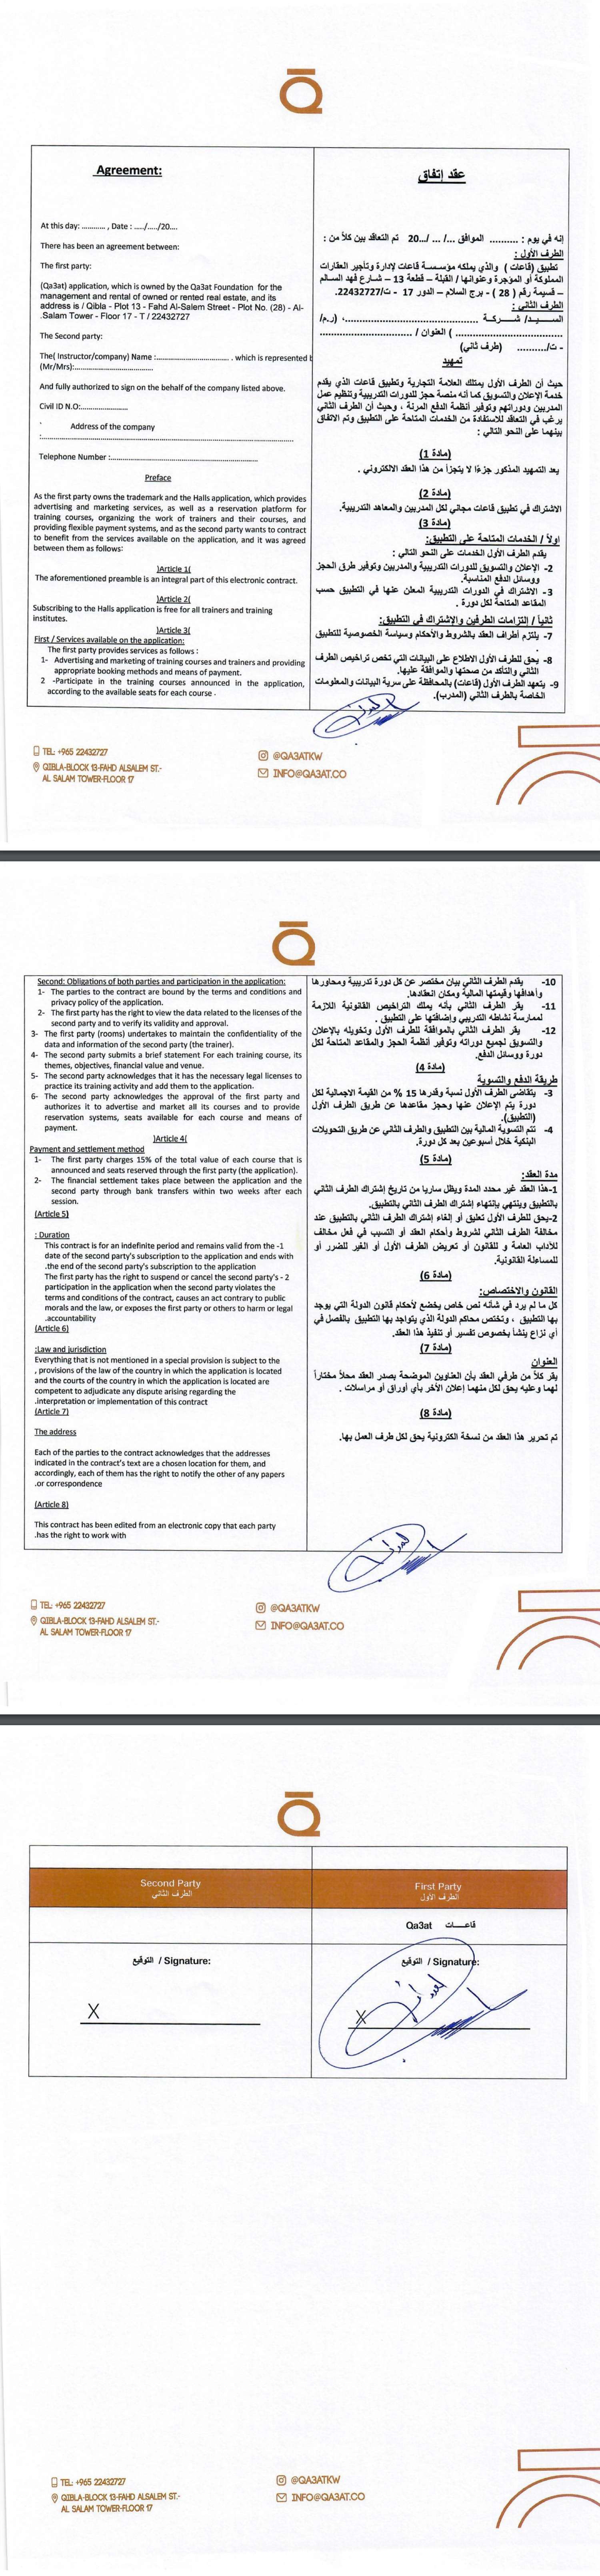 Agreement:
At this day: ........... , Date : ...../...../20....
There has been an agreement between:
The first party:
(Qa3at) application, which is owned by the Qa3at Foundation for the
management and rental of owned or rented real estate, and its
address is / Qibla - Plot 13 - Fahd Al-Salem Street - Plot No. (28) - Al-
.Salam Tower - Floor 17 - T / 22432727
The Second party:
The( Instructor/company) Name :............................. . which is represented b
(Mr/Mrs):..............................
And fully authorized to sign on the behalf of the company listed above.
Civil ID N.O:...................
Address of the company
:..........................................................................................
Telephone Number :....................................................
Preface
As the first party owns the trademark and the Halls application, which provides
advertising and marketing services, as well as a reservation platform for
training courses, organizing the work of trainers and their courses, and
providing flexible payment systems, and as the second party wants to contract
to benefit from the services available on the application, and it was agreed
between them as follows:
)Article 1(
The aforementioned preamble is an integral part of this electronic contract.
)Article 2(
Subscribing to the Halls application is free for all trainers and training
institutes.
)Article 3(
First / Services available on the application:
The first party provides services as follows :
1- Advertising and marketing of training courses and trainers and providing
appropriate booking methods and means of payment.
2 -Participate in the training courses announced in the application,
according to the available seats for each course .
عقد إتفاق
إنه في يوم : .......... الموافق .../ .../ ...20 تم التعاقد بين كلاً من :
الطرف الأول :
تطبيق (قاعات ) والذي يملكه مؤسسة قاعات لإدارة وتأجير العقارات
المملوكة أو المؤجرة وعنوانها / القبلة – قطعة 13 – شارع فهد السالم
– قسيمة رقم ( 28 ) - برج السلام – الدور 17 - ت/22432727.
الطرف الثاني :
السيد/ شركة ............................................، (ر.م/
.................................... ) العنوان / .................................
- ت/........... (طرف ثاني)
تمهيد
حيث أن الطرف الأول يمتلك العلامة التجارية وتطبيق قاعات الذي يقدم
خدمة الإعلان والتسويق كما أنه منصة حجز للدورات التدريبية وتنظيم عمل
المدربين ودوراتهم وتوفير أنظمة الدفع المرنة ، وحيث أن الطرف الثاني
يرغب في التعاقد للاستفادة من الخدمات المتاحة على التطبيق وتم الاتفاق
بينهما على النحو التالي :
(مادة 1)
يعد التمهيد المذكور جزءًا لا يتجزأ من هذا العقد الالكتروني .
(مادة 2)
الاشتراك في تطبيق قاعات مجاني لكل المدربين والمعاهد التدريبية.
(مادة 3)
اولاً / الخدمات المتاحة على التطبيق:
يقدم الطرف الأول الخدمات على النحو التالي :
2- الإعلان والتسويق للدورات التدريبية والمدربين وتوفير طرق الحجز
ووسائل الدفع المناسبة.
3- الاشتراك في الدورات التدريبية المعلن عنها في التطبيق حسب
المقاعد المتاحة لكل دورة .
ثانياً / إلتزامات الطرفين والإشتراك في التطبيق:
7- يلتزم أطراف العقد بالشروط والأحكام وسياسة الخصوصية للتطبيق
.
8- يحق للطرف الأول الاطلاع على البيانات التي تخص تراخيص الطرف
الثاني والتأكد من صحتها والموافقة عليها.
9- يتعهد الطرف الأول (قاعات) بالمحافظة على سرية البيانات والمعلومات
الخاصة بالطرف الثاني (المدرب).
TEL: +965 22432727
QIBLA-BLOCK 13-FAHD ALSALEM ST.-
AL SALAM TOWER-FLOOR 17
@QA3ATKW
INFO@QA3AT.CO
Second: Obligations of both parties and participation in the application:
1- The parties to the contract are bound by the terms and conditions and
privacy policy of the application.
2- The first party has the right to view the data related to the licenses of the
second party and to verify its validity and approval.
3- The first party (rooms) undertakes to maintain the confidentiality of the
data and information of the second party (the trainer).
4- The second party submits a brief statement For each training course, its
themes, objectives, financial value and venue.
5- The second party acknowledges that it has the necessary legal licenses to
practice its training activity and add them to the application.
6- The second party acknowledges the approval of the first party and
authorizes it to advertise and market all its courses and to provide
reservation systems, seats available for each course and means of
payment.
)Article 4(
Payment and settlement method
1- The first party charges 15% of the total value of each course that is
announced and seats reserved through the first party (the application).
2- The financial settlement takes place between the application and the
second party through bank transfers within two weeks after each
session.
(Article 5)
: Duration
This contract is for an indefinite period and remains valid from the -1
date of the second party's subscription to the application and ends with
.the end of the second party's subscription to the application
The first party has the right to suspend or cancel the second party's - 2
participation in the application when the second party violates the
terms and conditions of the contract, causes an act contrary to public
morals and the law, or exposes the first party or others to harm or legal
.accountability
(Article 6)
:Law and jurisdiction
Everything that is not mentioned in a special provision is subject to the
, provisions of the law of the country in which the application is located
and the courts of the country in which the application is located are
competent to adjudicate any dispute arising regarding the
.interpretation or implementation of this contract
(Article 7)
The address
Each of the parties to the contract acknowledges that the addresses
indicated in the contract's text are a chosen location for them, and
accordingly, each of them has the right to notify the other of any papers
.or correspondence
(Article 8)
This contract has been edited from an electronic copy that each party
.has the right to work with
10- يقدم الطرف الثاني بيان مختصر عن كل دورة تدريبية ومحاورها
وأهدافها وقيمتها المالية ومكان انعقادها.
11- يقر الطرف الثاني بأنه يملك التراخيص القانونية اللازمة
لممارسة نشاطه التدريبي وإضافتها على التطبيق .
12- يقر الطرف الثاني بالموافقة للطرف الأول وتخويله بالإعلان
والتسويق لجميع دوراته وتوفير أنظمة الحجز والمقاعد المتاحة لكل
دورة ووسائل الدفع.
(مادة 4)
طريقة الدفع والتسوية
3- يتقاضى الطرف الأول نسبة وقدرها 15 % من القيمة الاجمالية لكل
دورة يتم الإعلان عنها وحجز مقاعدها عن طريق الطرف الأول
(التطبيق).
4- تتم التسوية المالية بين التطبيق والطرف الثاني عن طريق التحويلات
البنكية خلال أسبوعين بعد كل دورة.
(مادة 5)
مدة العقد:
1-هذا العقد غير محدد المدة ويظل ساريا من تاريخ إشتراك الطرف الثاني
بالتطبيق وينتهي بإنتهاء إشتراك الطرف الثاني بالتطبيق.
2-يحق للطرف الأول تعليق أو إلغاء إشتراك الطرف الثاني بالتطبيق عند
مخالفة الطرف الثاني لشروط وأحكام العقد أو التسبب في فعل مخالف
للآداب العامة و للقانون أو تعريض الطرف الأول أو الغير للضرر أو
للمساءلة القانونية.
(مادة 6)
القانون والاختصاص:
كل ما لم يرد في شأنه نص خاص يخضع لأحكام قانون الدولة التي يوجد
بها التطبيق ، وتختص محاكم الدولة الذي يتواجد بها التطبيق بالفصل في
أي نزاع ينشأ بخصوص تفسير أو تنفيذ هذا العقد.
(مادة 7)
العنوان
يقر كلاً من طرفي العقد بأن العناوين الموضحة بصدر العقد محلاً مختاراً
لهما وعليه يحق لكل منهما إعلان الآخر بأي أوراق أو مراسلات .
(مادة 8)
تم تحرير هذا العقد من نسخة الكترونية يحق لكل طرف العمل بها.
TEL: +965 22432727
QIBLA-BLOCK 13-FAHD ALSALEM ST.-
AL SALAM TOWER-FLOOR 17
@QA3ATKW
INFO@QA3AT.CO
Second Party
الطرف الثاني
First Party
الطرف الأول
Qa3at قاعات
التوقيع / Signature:
X
التوقيع / Signature:
X
TEL: +965 22432727
QIBLA-BLOCK 13-FAHD ALSALEM ST.-
AL SALAM TOWER-FLOOR 17
@QA3ATKW
INFO@QA3AT.CO